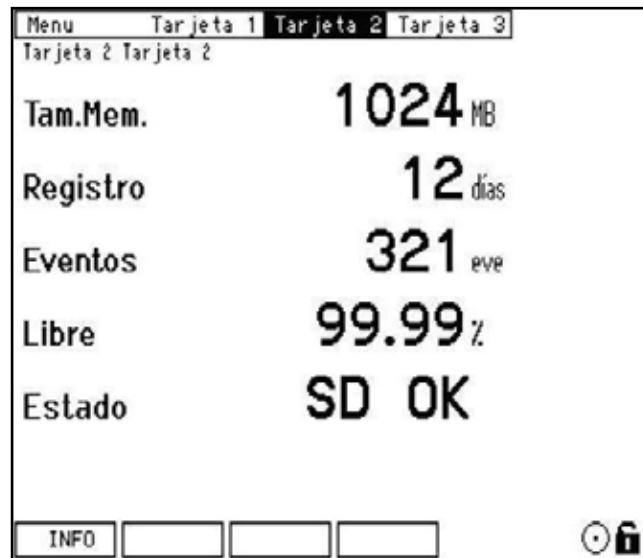 Menu Tarjeta 1 Tarjeta 2 Tarjeta 3
Tarjeta 2 Tarjeta 2
Tam.Mem. 1024 MB
Registro 12 días
Eventos 321 eve
Libre 99.99 %
Estado SD OK
INFO